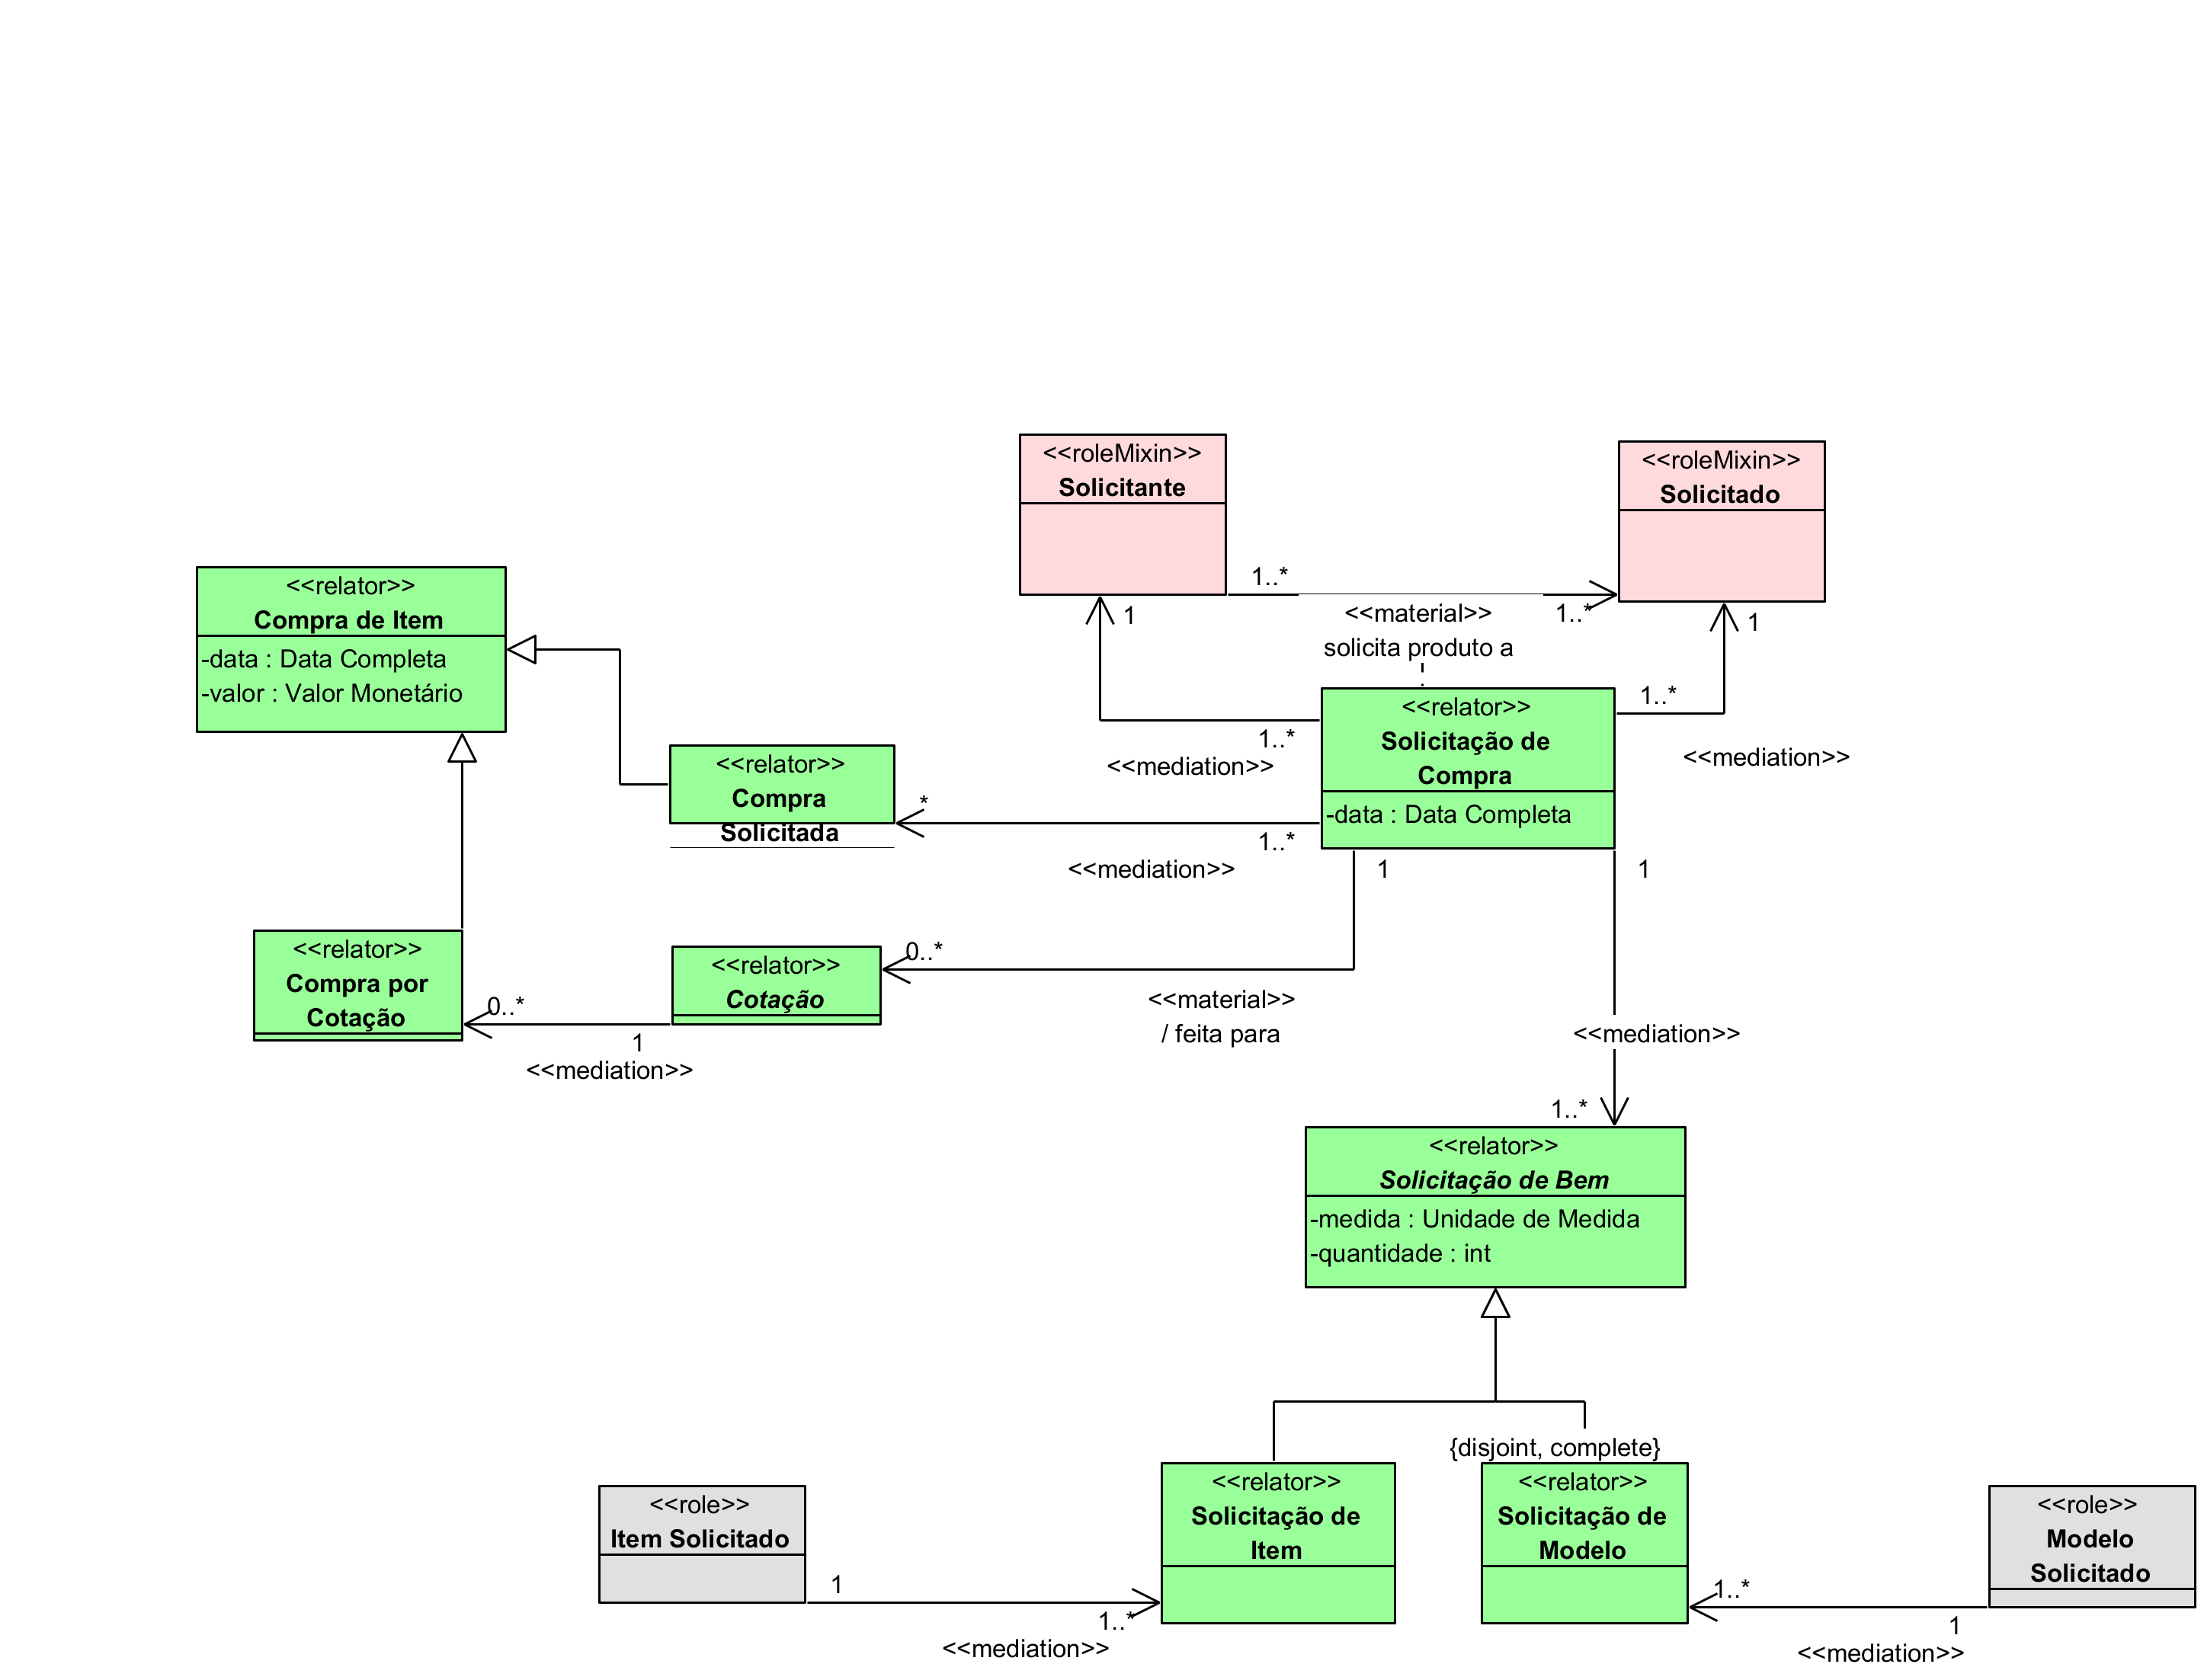 <<roleMixin>>
Solicitante
<<roleMixin>>
Solicitado
1..*
<<material>>
solicita produto a
1..*
1
1
<<relator>>
Compra de Item
-data : Data Completa
-valor : Valor Monetário
<<relator>>
Solicitação de
Compra
-data : Data Completa
1..*
<<mediation>>
1..*
<<mediation>>
<<relator>>
Compra
Solicitada
*
1..*
<<mediation>>
1
1
<<relator>>
Compra por
Cotação
<<relator>>
Cotação
0..*
<<material>>
/ feita para
0..*
1
<<mediation>>
<<mediation>>
1..*
<<relator>>
Solicitação de Bem
-medida : Unidade de Medida
-quantidade : int
{disjoint, complete}
<<role>>
Item Solicitado
<<relator>>
Solicitação de
Item
<<relator>>
Solicitação de
Modelo
<<role>>
Modelo
Solicitado
1
1..*
<<mediation>>
1..*
1
<<mediation>>